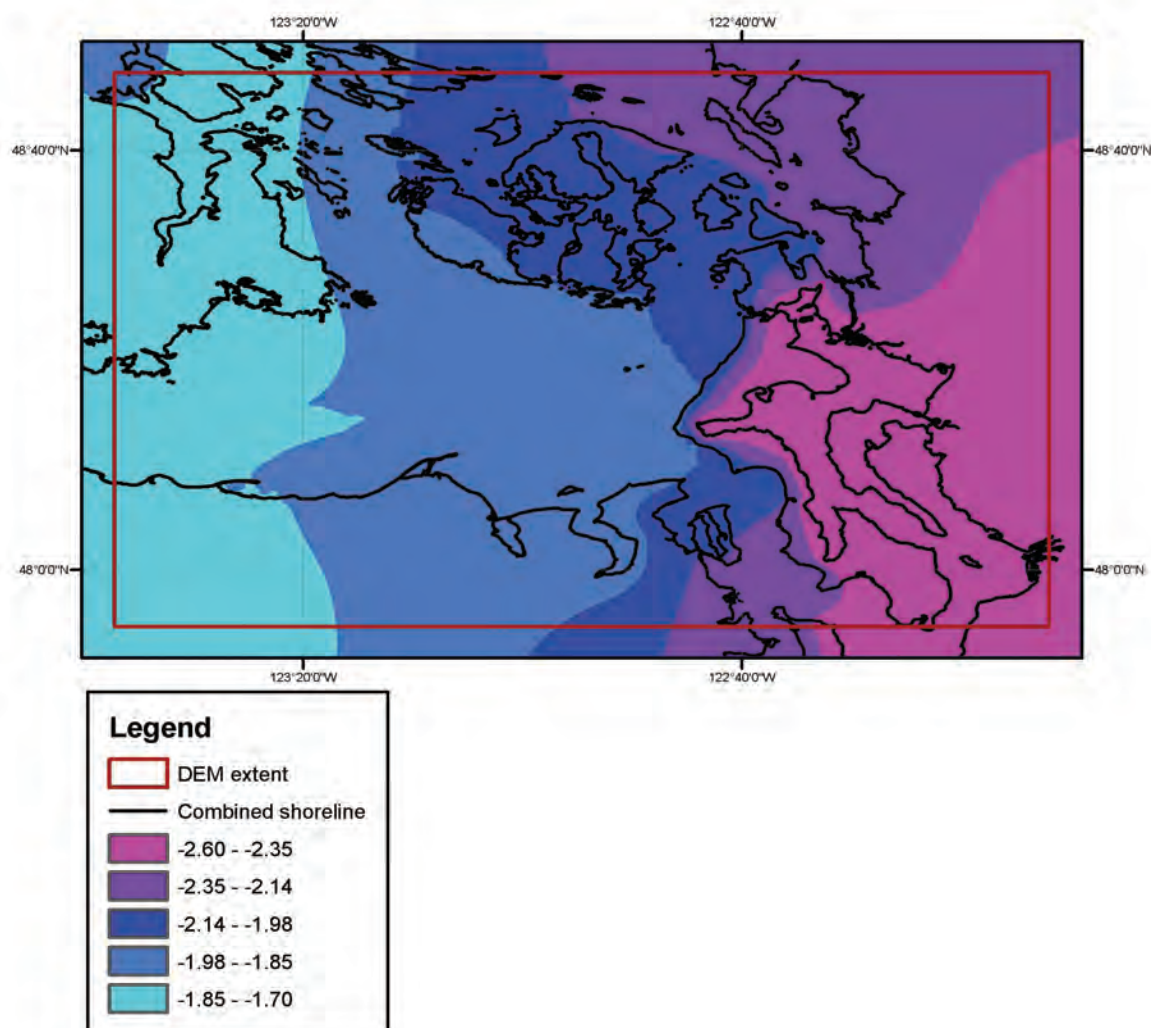 123°20'0"W 122°40'0"W
48°40'0"N 48°40'0"N
48°0'0"N 48°0'0"N
123°20'0"W 122°40'0"W
Legend
DEM extent
Combined shoreline
-2.60 - -2.35
-2.35 - -2.14
-2.14 - -1.98
-1.98 - -1.85
-1.85 - -1.70